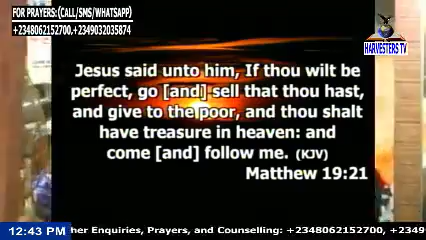 FOR PRAYERS:(CALL/SMS/WHATSAPP)
+2348062152700,+2349032035874
HARVESTERS TV
Jesus said unto him, If thou wilt be
perfect, go [and] sell that thou hast,
and give to the poor, and thou shalt
have treasure in heaven: and
come [and] follow me. (KJV)
Matthew 19:21
12:43 PM
her Enquiries, Prayers, and Counselling: +2348062152700, +2349